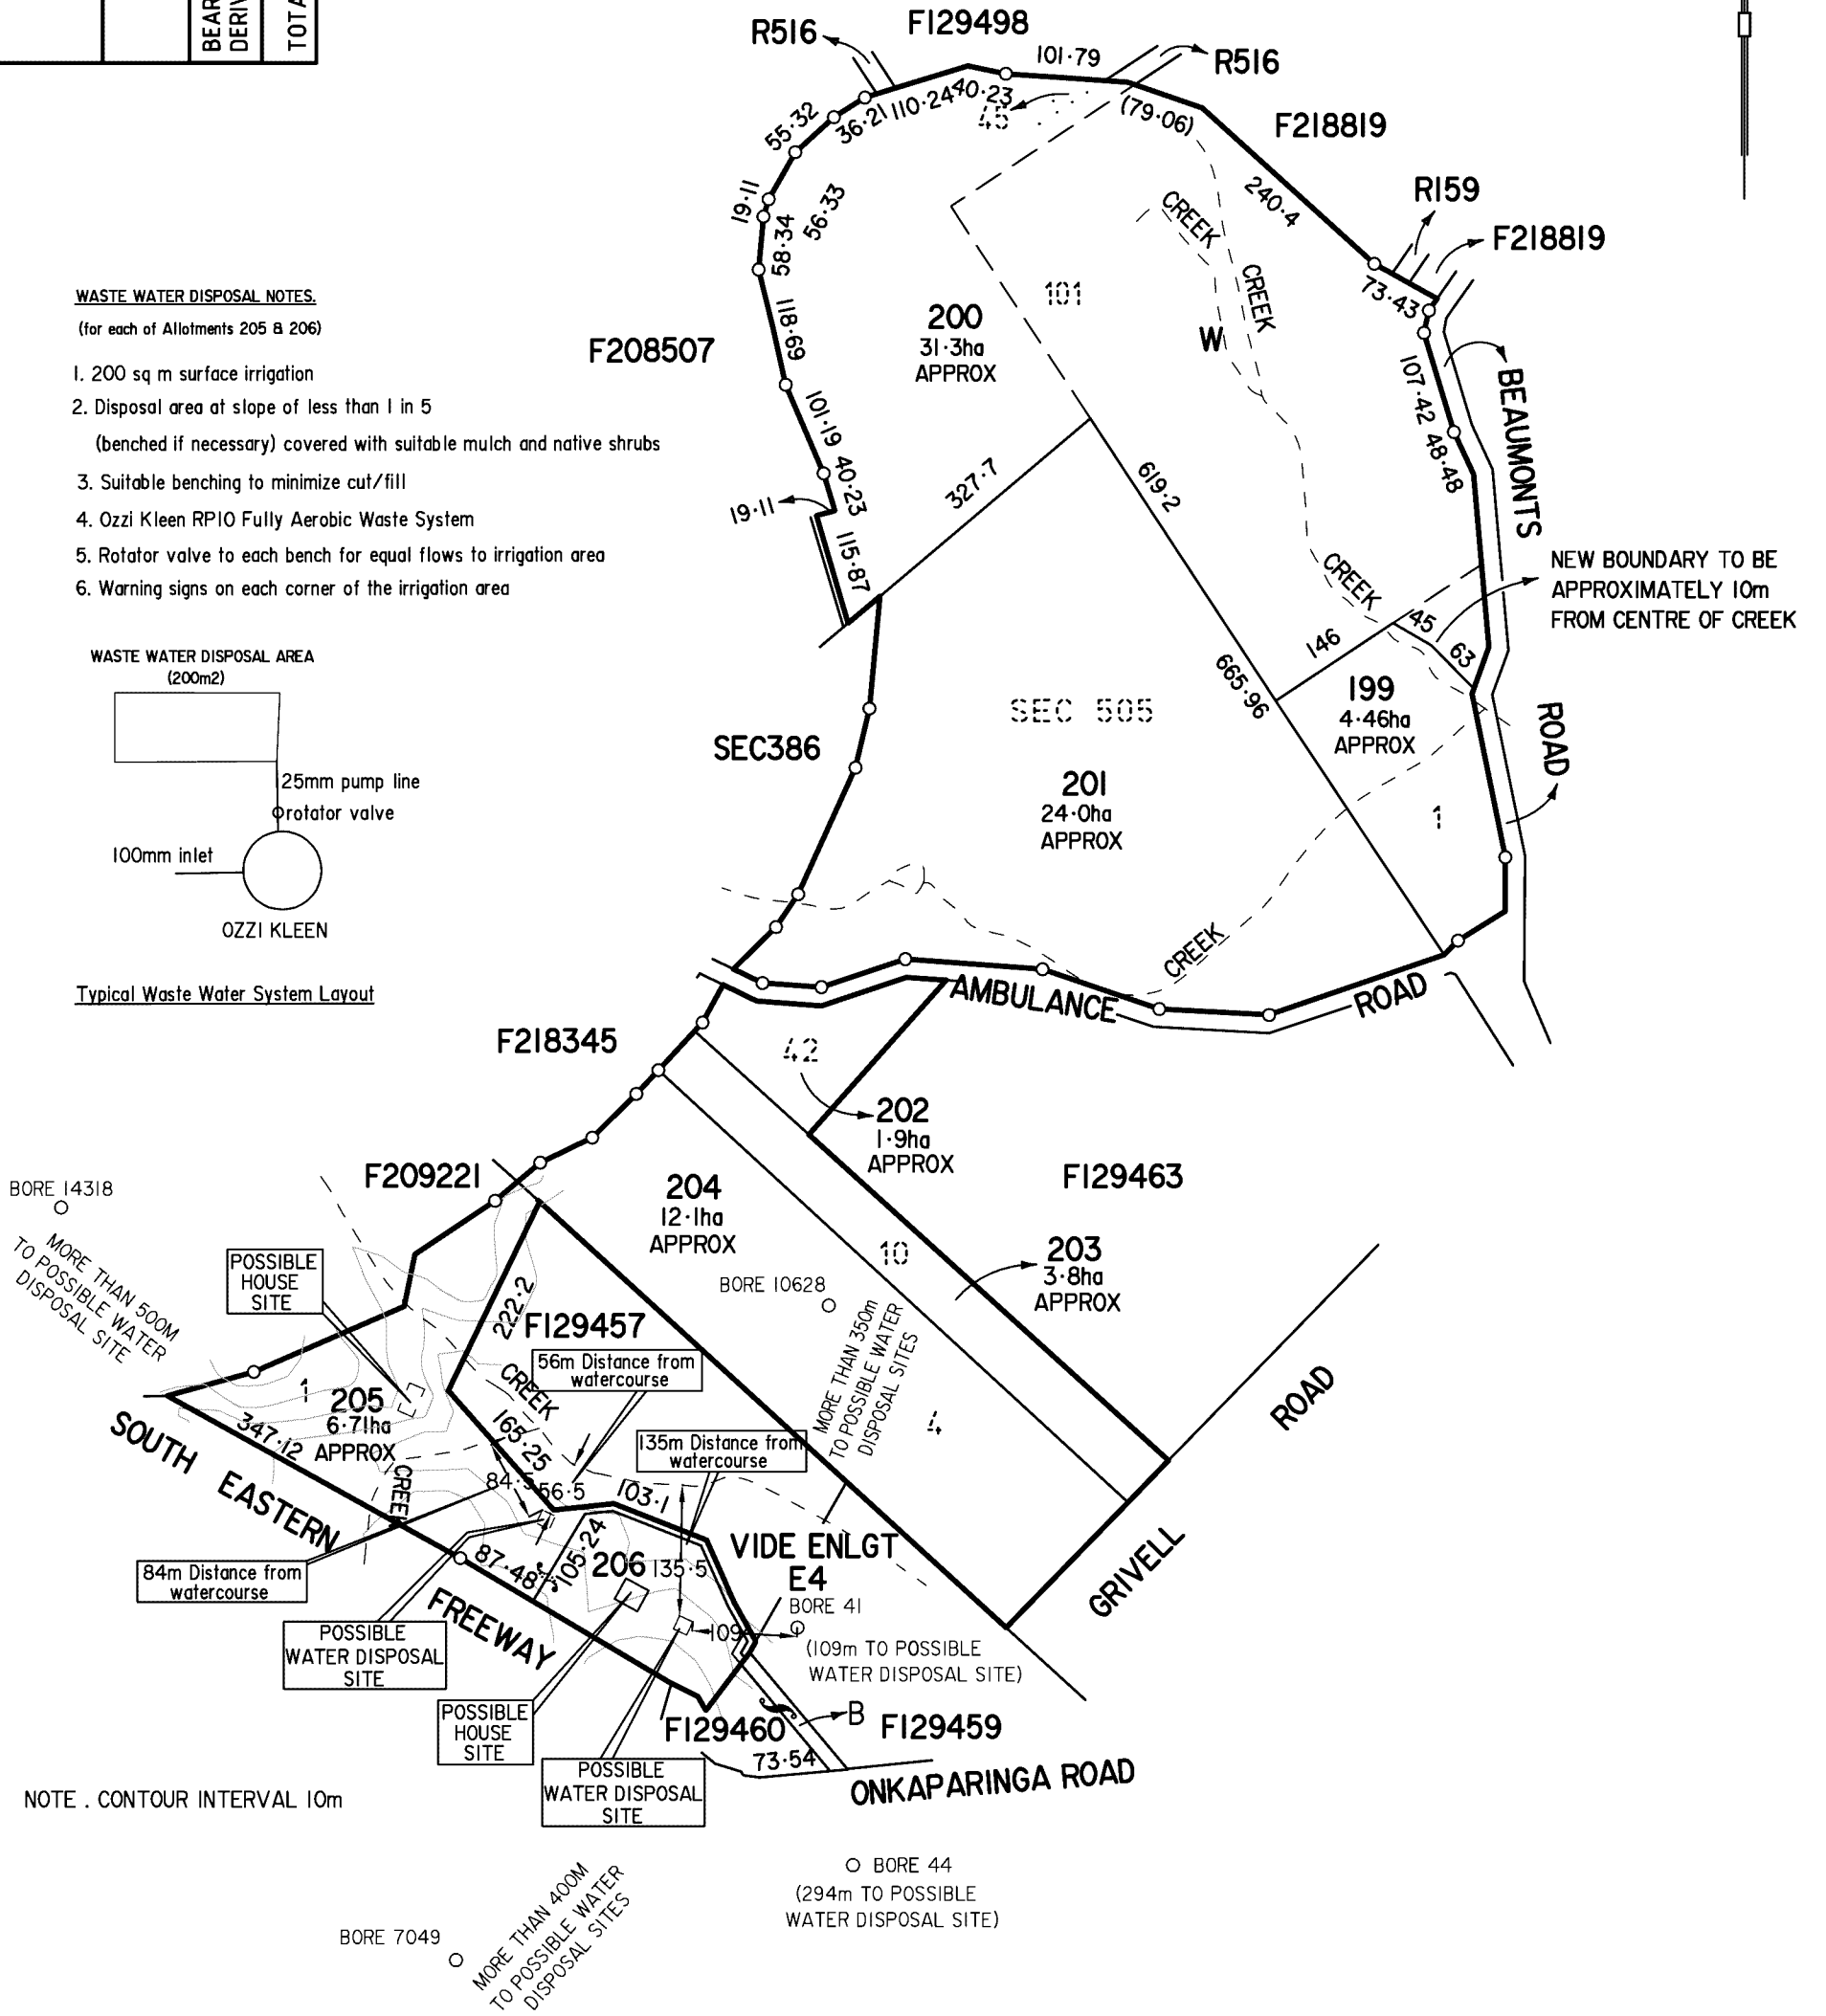 BEAR
DERIV
TOTA
F129498
R516
R516
101·79
40·23
110·24
36·21
55·32
45
(79·06)
F218819
240·4
R159
F218819
73·43
19·11
56·33
58·34
118·69
CREEK
CREEK
101
W
200
31·3ha
APPROX
F208507
107·42
48·48
BEAUMONTS
ROAD
101·19
40·23
19·11
115·87
327·7
619·2
665·96
CREEK
NEW BOUNDARY TO BE
APPROXIMATELY 10m
FROM CENTRE OF CREEK
45
63
146
199
4·46ha
APPROX
1
SEC 505
SEC386
201
24·0ha
APPROX
CREEK
AMBULANCE
ROAD
WASTE WATER DISPOSAL NOTES.
(for each of Allotments 205 & 206)
1. 200 sq m surface irrigation
2. Disposal area at slope of less than 1 in 5
(benched if necessary) covered with suitable mulch and native shrubs
3. Suitable benching to minimize cut/fill
4. Ozzi Kleen RP10 Fully Aerobic Waste System
5. Rotator valve to each bench for equal flows to irrigation area
6. Warning signs on each corner of the irrigation area
WASTE WATER DISPOSAL AREA
(200m2)
25mm pump line
rotator valve
100mm inlet
OZZI KLEEN
Typical Waste Water System Layout
F218345
42
202
1·9ha
APPROX
F129463
F209221
204
12·1ha
APPROX
10
203
3·8ha
APPROX
BORE 14318
MORE THAN 500M
TO POSSIBLE WATER
DISPOSAL SITE
POSSIBLE
HOUSE
SITE
BORE 10628
MORE THAN 350m
TO POSSIBLE WATER
DISPOSAL SITES
4
ROAD
GRIVELL
222·2
F129457
CREEK
56m Distance from
watercourse
1
205
6·71ha
APPROX
347·12
165·25
135m Distance from
watercourse
SOUTH EASTERN
FREEWAY
CREEK
84·5
56·5
103·1
105·24
87·48
206
135·5
VIDE ENLGT
E4
84m Distance from
watercourse
BORE 41
109
(109m TO POSSIBLE
WATER DISPOSAL SITE)
POSSIBLE
WATER DISPOSAL
SITE
POSSIBLE
HOUSE
SITE
POSSIBLE
WATER DISPOSAL
SITE
F129460
B
F129459
73·54
ONKAPARINGA ROAD
NOTE . CONTOUR INTERVAL 10m
BORE 44
(294m TO POSSIBLE
WATER DISPOSAL SITE)
BORE 7049
MORE THAN 400M
TO POSSIBLE WATER
DISPOSAL SITES